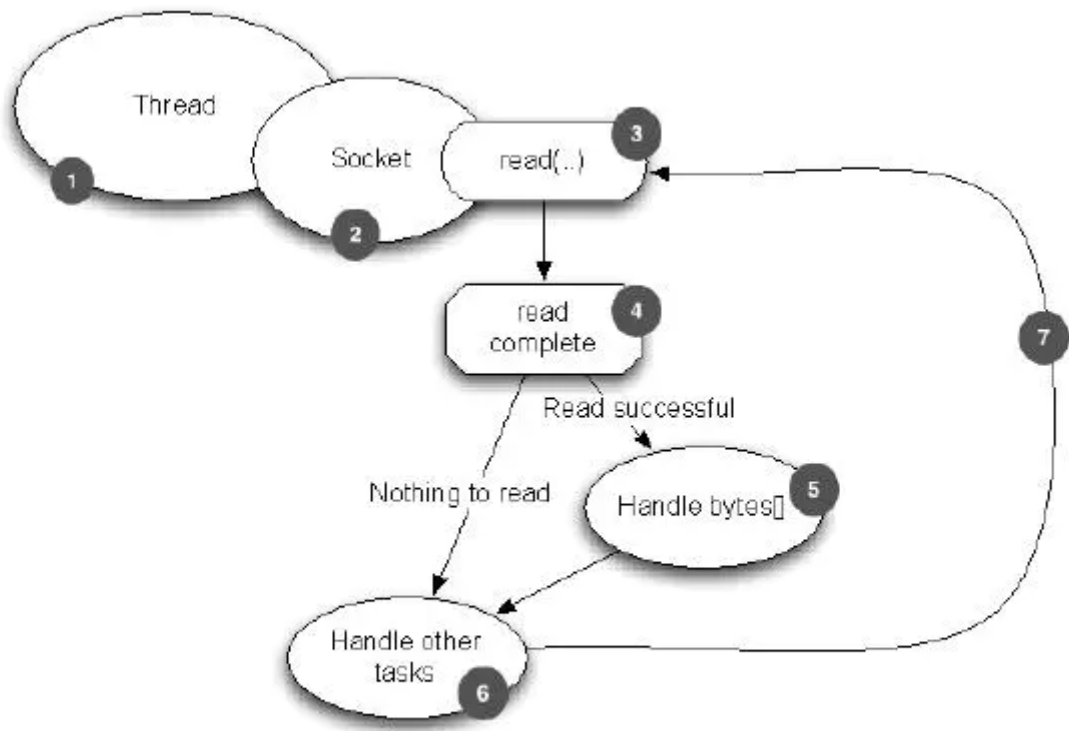 Thread
1
Socket
2
read(..)
3
read
complete
4
7
Read successful
Nothing to read
Handle bytes[]
5
Handle other
tasks
6